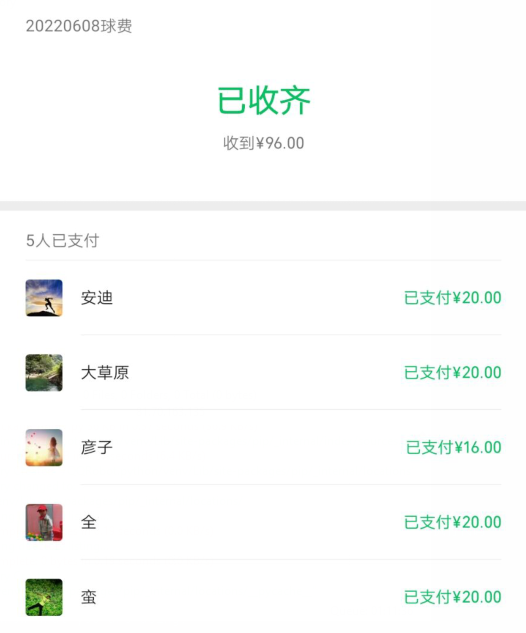 20220608球费
已收齐
收到¥96.00
5人已支付
安迪 已支付¥20.00
大草原 已支付¥20.00
彦子 已支付¥16.00
全 已支付¥20.00
蛮 已支付¥20.00